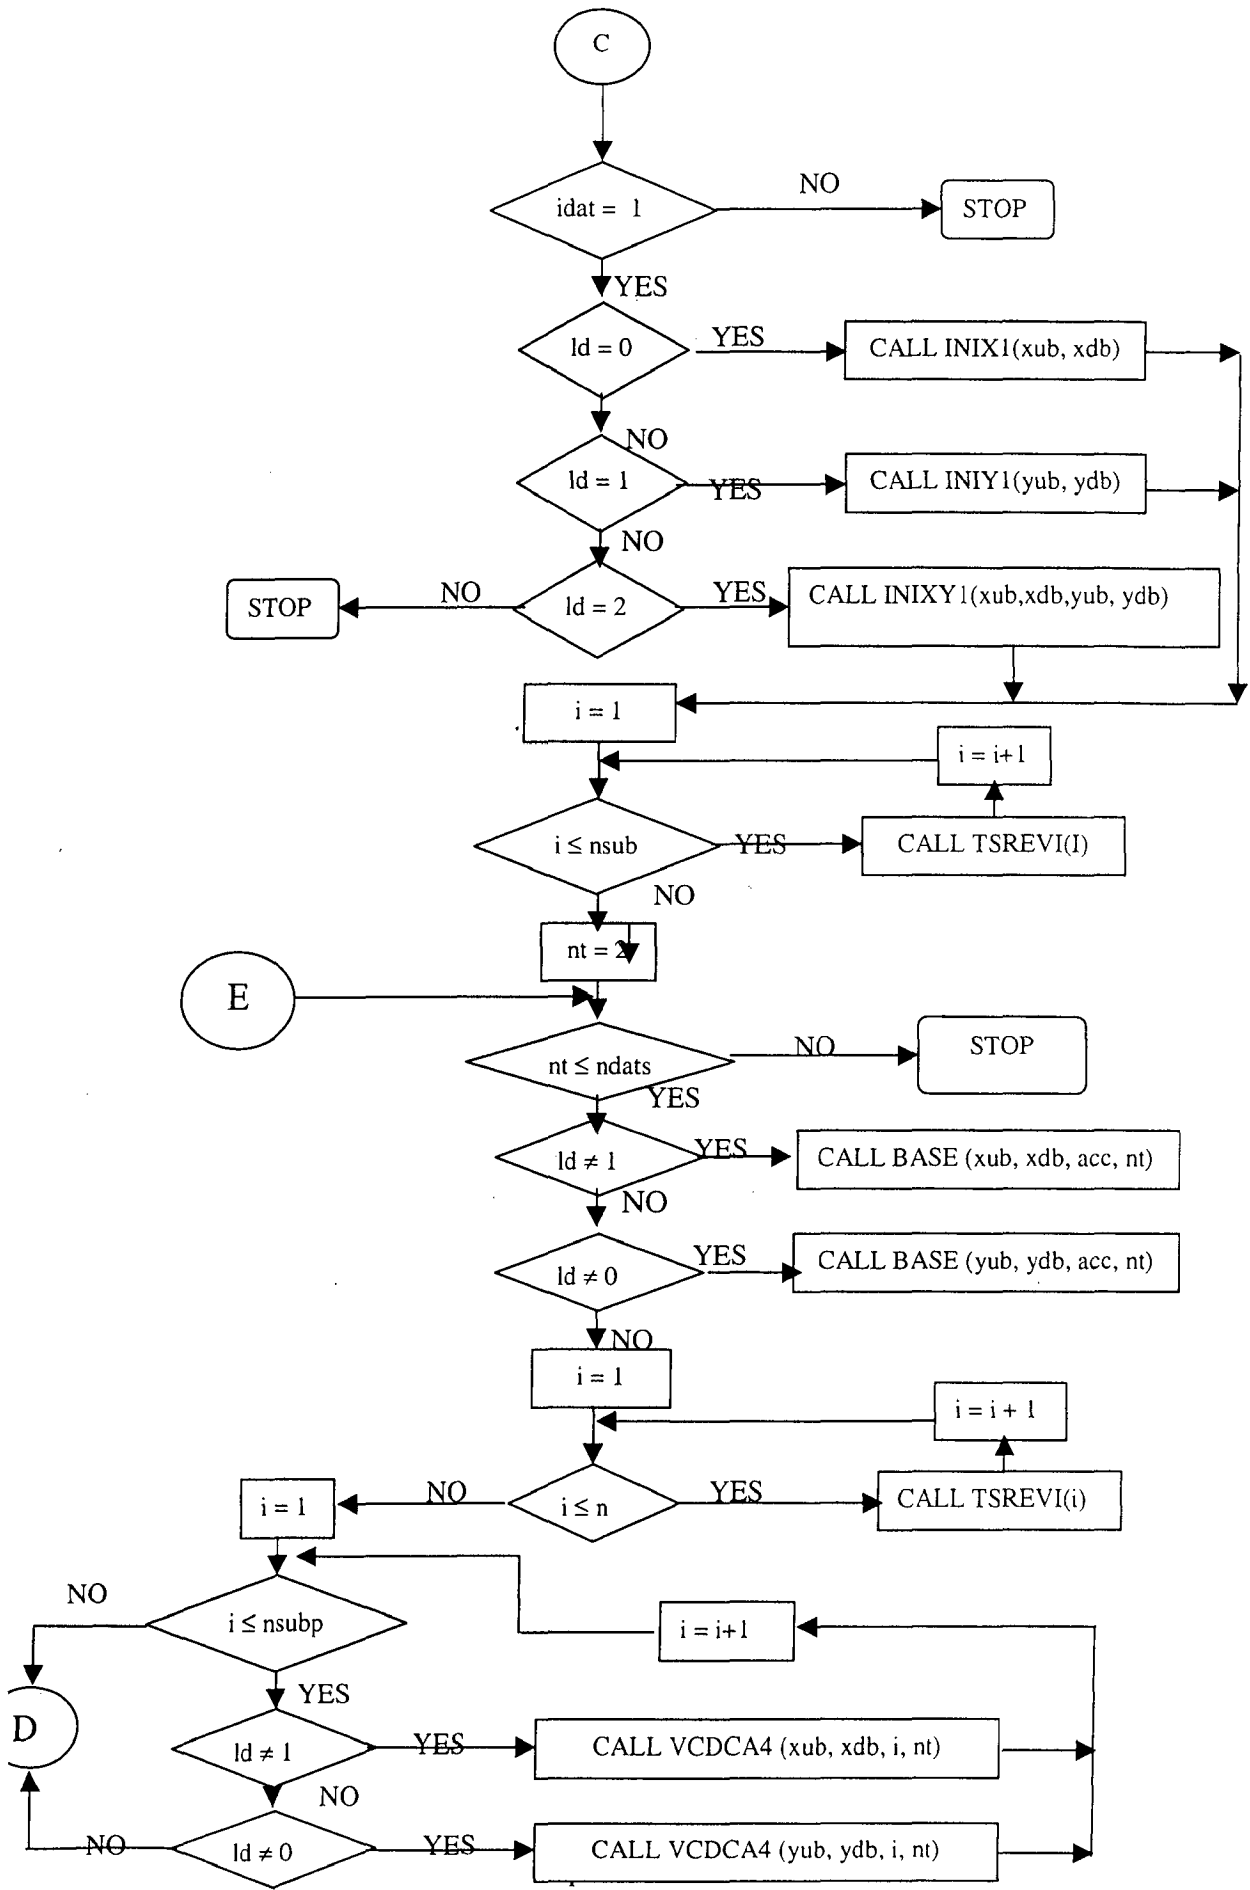 C
idat = 1
NO
STOP
YES
ld = 0
YES
CALL INIX1(xub, xdb)
NO
ld = 1
YES
CALL INIY1(yub, ydb)
NO
STOP
NO
ld = 2
YES
CALL INIXY1(xub,xdb,yub, ydb)
i = 1
i = i+1
i ≤ nsub
YES
CALL TSREVI(I)
NO
nt = 2
E
nt ≤ ndats
NO
STOP
YES
ld ≠ 1
YES
CALL BASE (xub, xdb, acc, nt)
NO
ld ≠ 0
YES
CALL BASE (yub, ydb, acc, nt)
NO
i = 1
i = i + 1
i = 1
NO
i ≤ n
YES
CALL TSREVI(i)
NO
i ≤ nsubp
i = i+1
YES
D
ld ≠ 1
YES
CALL VCDCA4 (xub, xdb, i, nt)
NO
NO
ld ≠ 0
YES
CALL VCDCA4 (yub, ydb, i, nt)